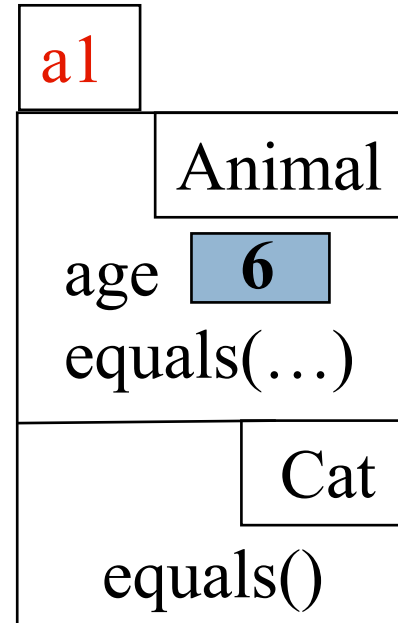 a1
Animal
age 6
equals(…)
Cat
equals()